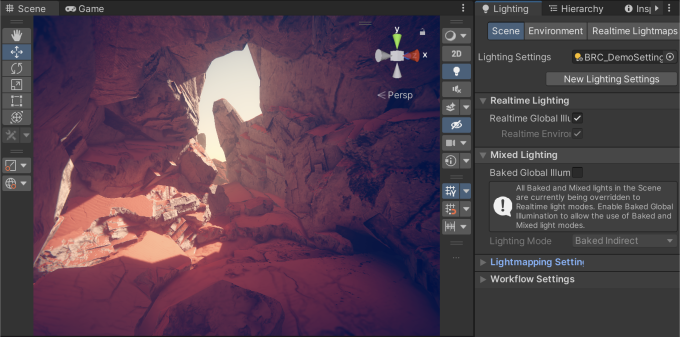 Scene
Game
2D
y
x
Persp
Lighting
Hierarchy
Scene
Environment
Realtime Lightmaps
Lighting Settings
BRC_DemoSetting
New Lighting Settings
Realtime Lighting
Realtime Global Illu
Realtime Enviro
Mixed Lighting
Baked Global Illum
All Baked and Mixed lights in the Scene
are currently being overridden to
Realtime light modes. Enable Baked Global
Illumination to allow the use of Baked and
Mixed light modes.
Lighting Mode
Baked Indirect
Lightmapping Settin
Workflow Settings